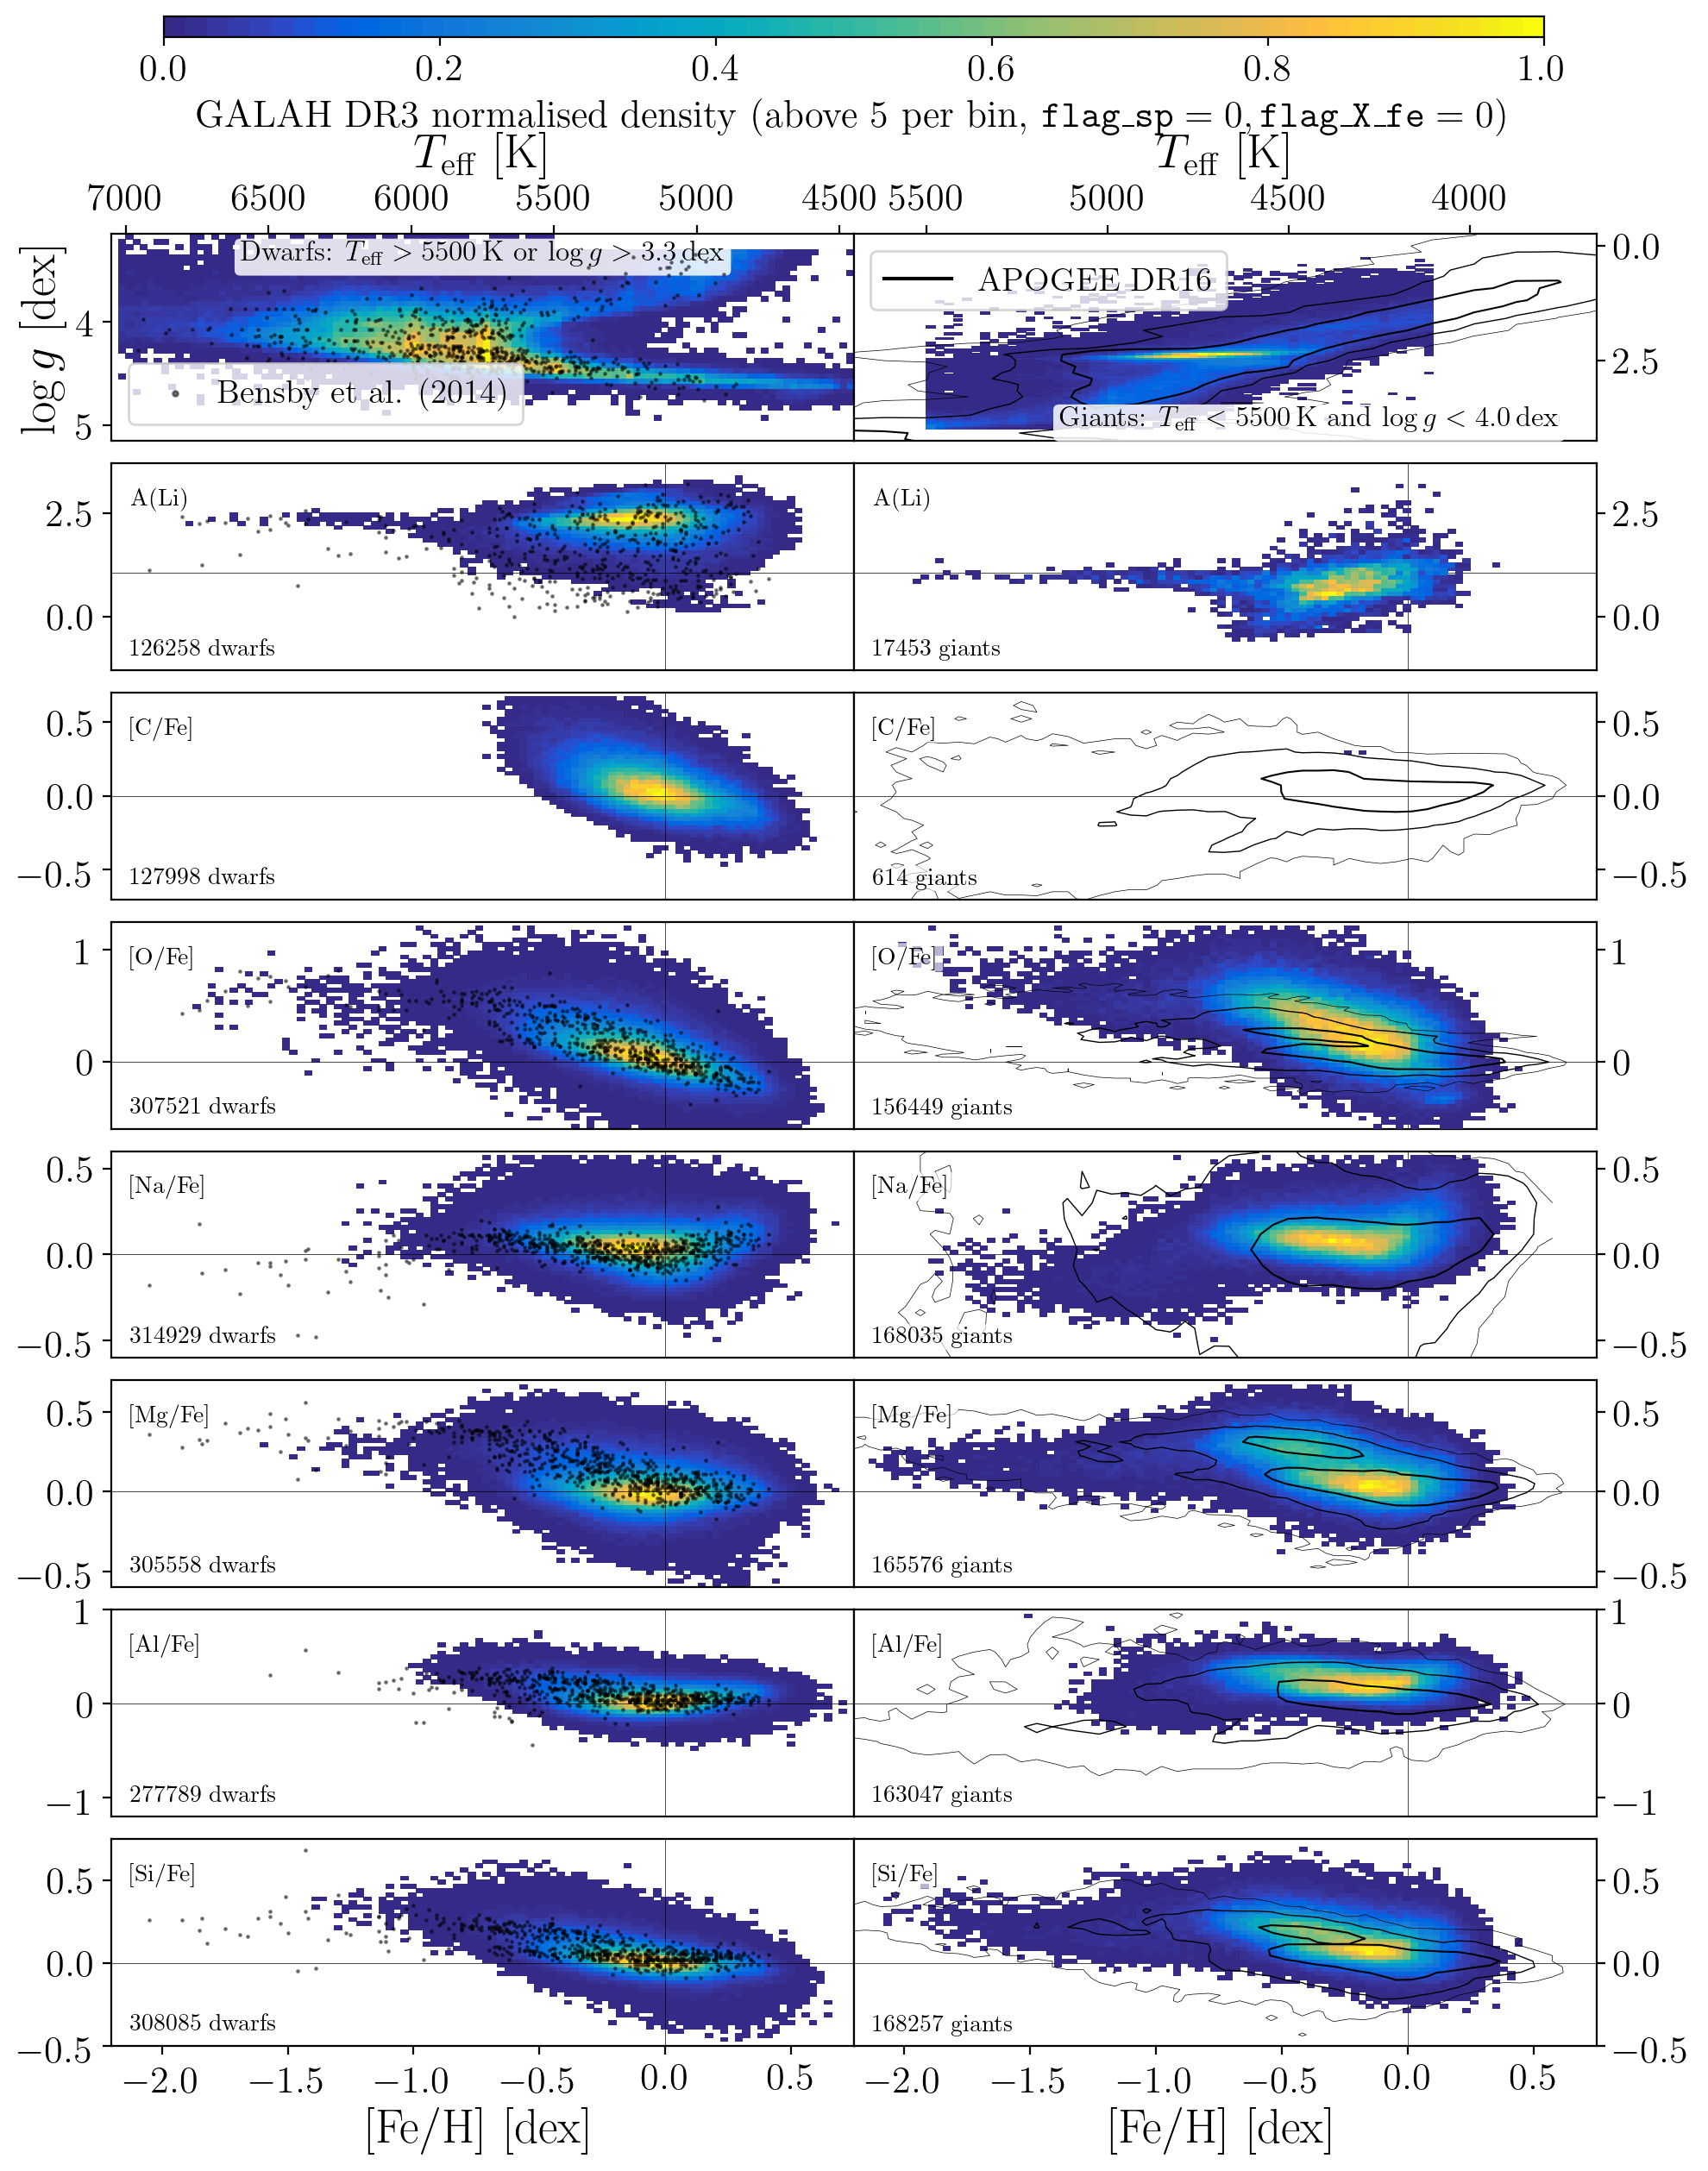 0.0 0.2 0.4 0.6 0.8 1.0
GALAH DR3 normalised density (above 5 per bin, flag_sp = 0, flag_X_fe = 0)
T_eff [K] T_eff [K]
7000 6500 6000 5500 5000 4500 5500 5000 4500 4000
log g [dex]
4
5
Dwarfs: T_eff > 5500 K or log g > 3.3 dex
Bensby et al. (2014)
APOGEE DR16
Giants: T_eff < 5500 K and log g < 4.0 dex
0.0
2.5
2.5
0.0
A(Li)
126258 dwarfs
A(Li)
17453 giants
2.5
0.0
0.5
0.0
−0.5
[C/Fe]
127998 dwarfs
[C/Fe]
614 giants
0.5
0.0
−0.5
1
0
[O/Fe]
307521 dwarfs
[O/Fe]
156449 giants
1
0
0.5
0.0
−0.5
[Na/Fe]
314929 dwarfs
[Na/Fe]
168035 giants
0.5
0.0
−0.5
0.5
0.0
−0.5
[Mg/Fe]
305558 dwarfs
[Mg/Fe]
165576 giants
0.5
0.0
−0.5
1
0
−1
[Al/Fe]
277789 dwarfs
[Al/Fe]
163047 giants
1
0
−1
0.5
0.0
−0.5
[Si/Fe]
308085 dwarfs
[Si/Fe]
168257 giants
0.5
0.0
−0.5
−2.0 −1.5 −1.0 −0.5 0.0 0.5 −2.0 −1.5 −1.0 −0.5 0.0 0.5
[Fe/H] [dex] [Fe/H] [dex]